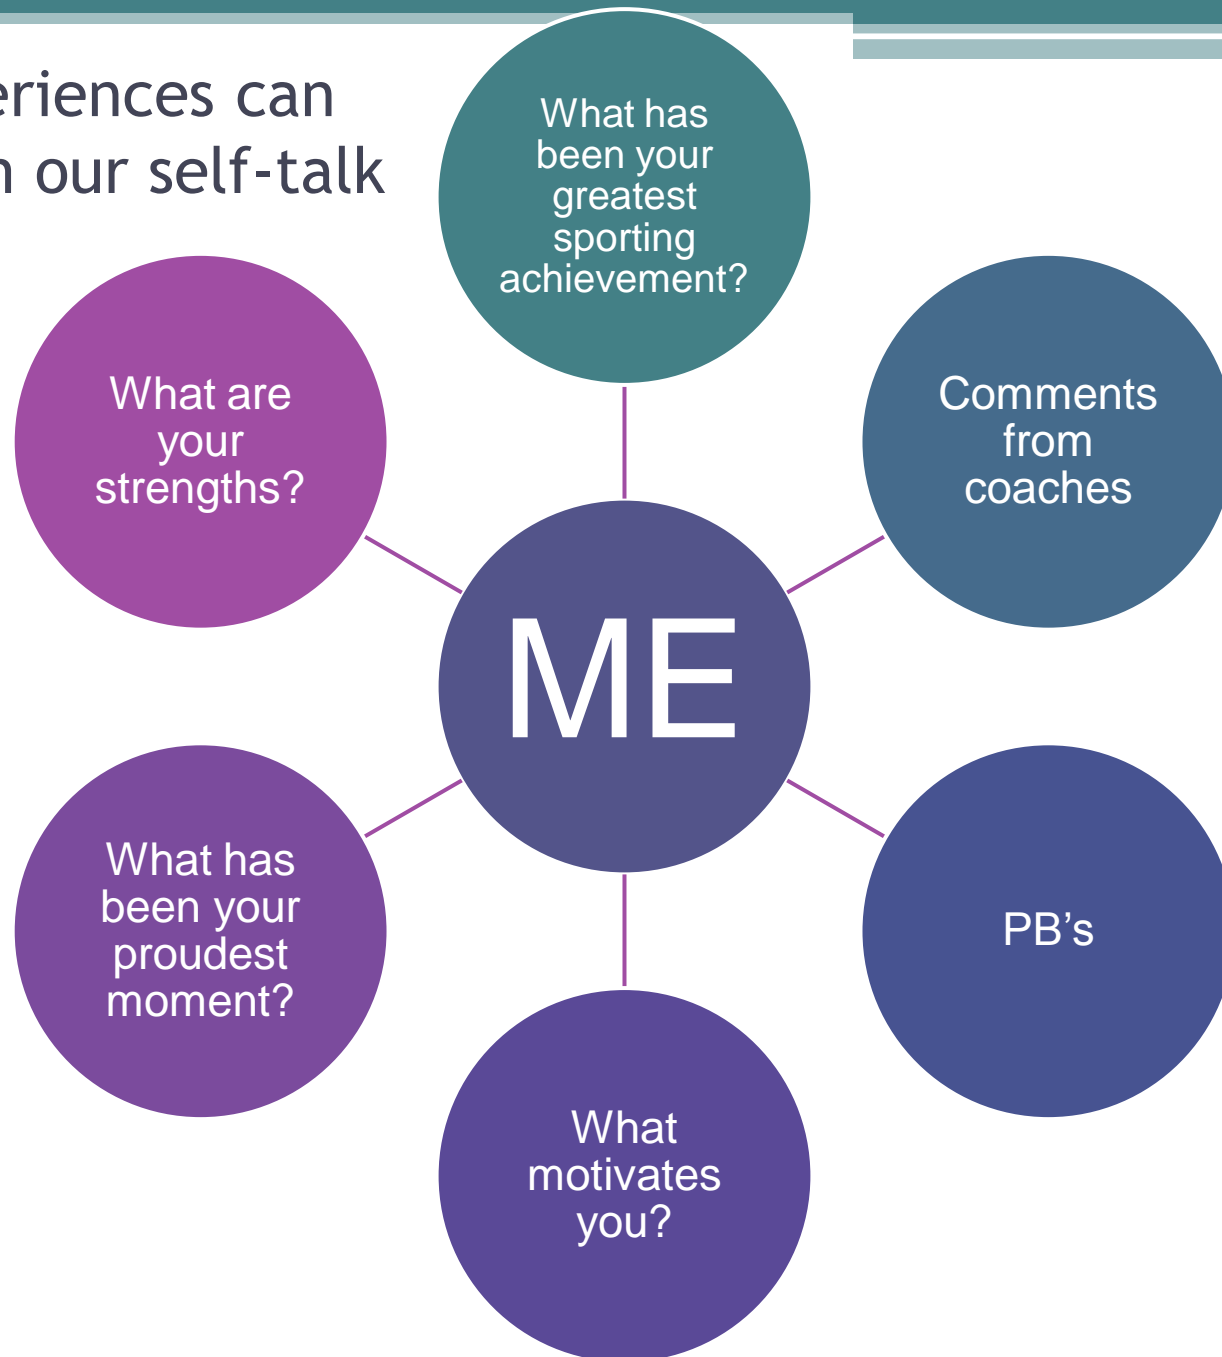 eriences can
our self-talk
What has
been your
greatest
sporting
achievement?
What are
your
strengths?
Comments
from
coaches
ME
What has
been your
proudest
moment?
PB’s
What
motivates
you?